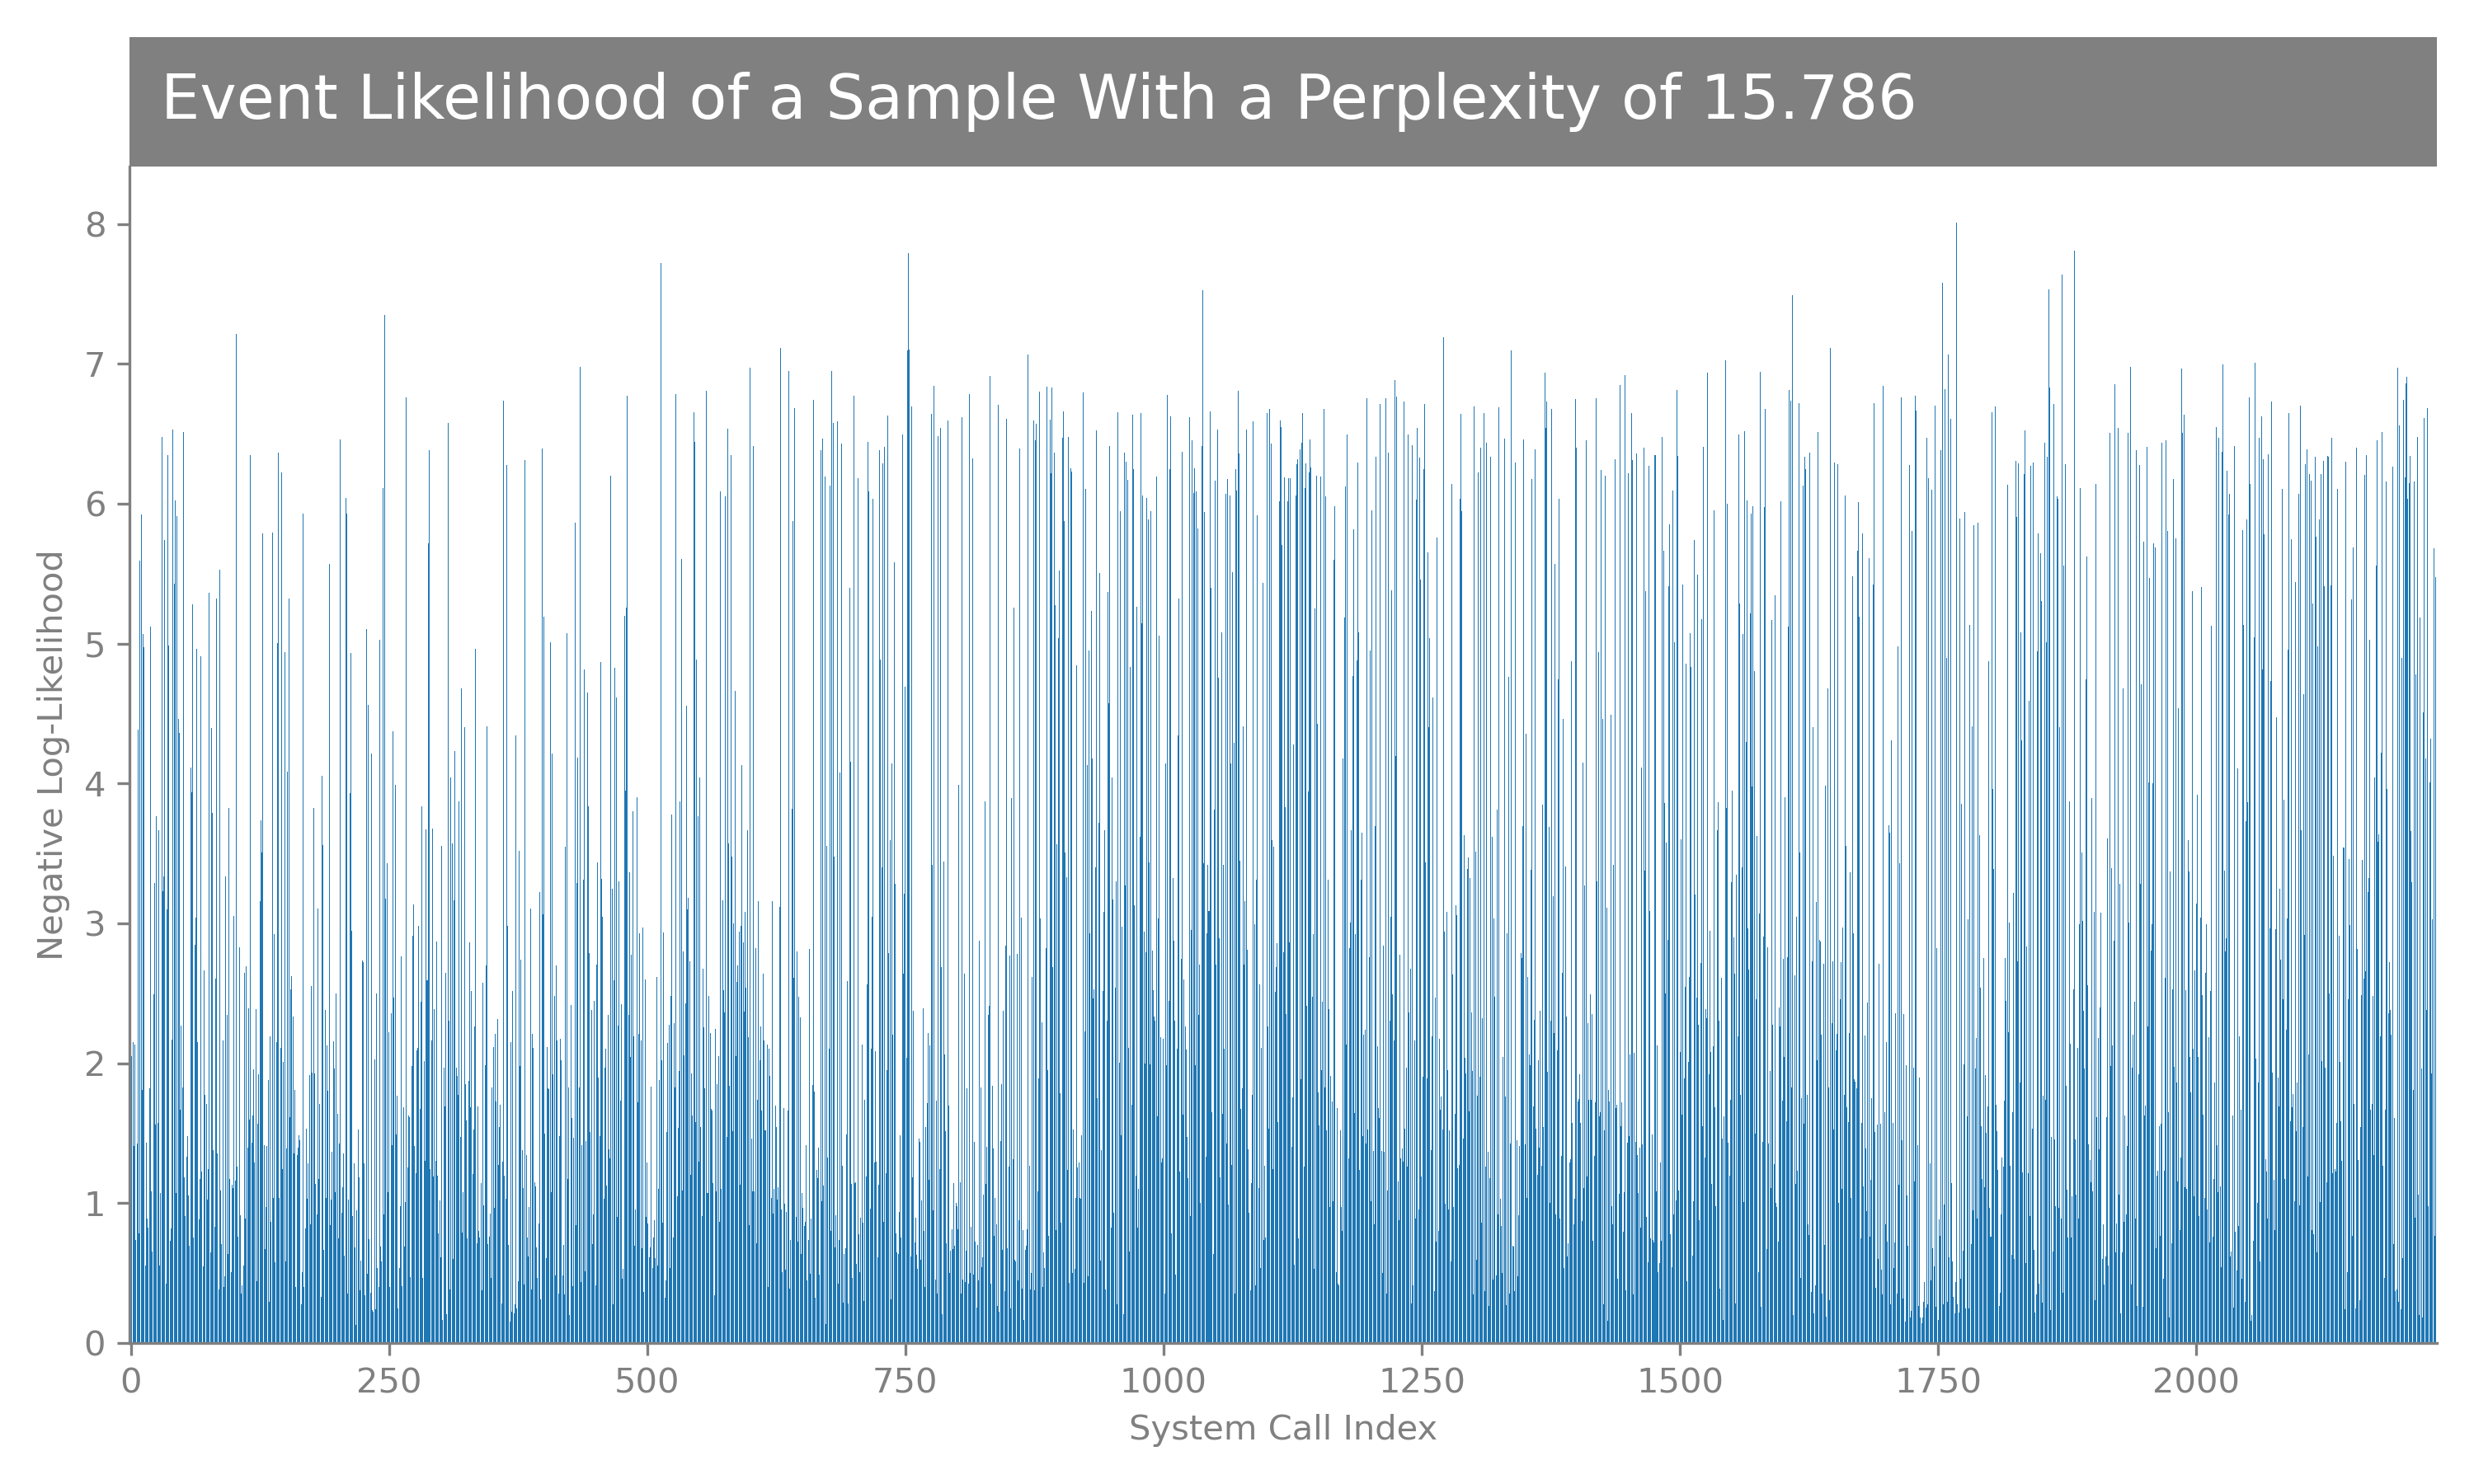 Event Likelihood of a Sample With a Perplexity of 15.786
8
7
6
5
4
3
2
1
0
Negative Log-Likelihood
0 250 500 750 1000 1250 1500 1750 2000
System Call Index